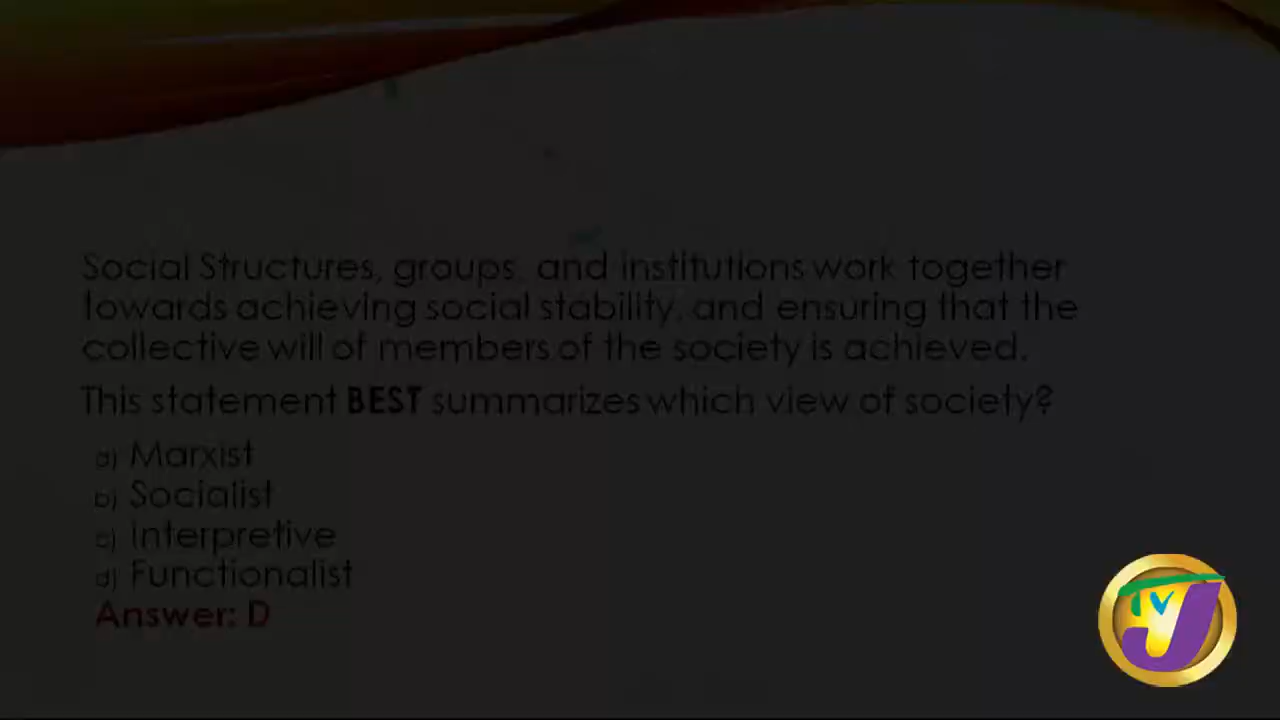 Social Structures, groups, and institutions work together
towards achieving social stability, and ensuring that the
collective will of members of the society is achieved.
This statement BEST summarizes which view of society?
a) Marxist
b) Socialist
c) Interpretive
d) Functionalist
Answer: D
TVJ